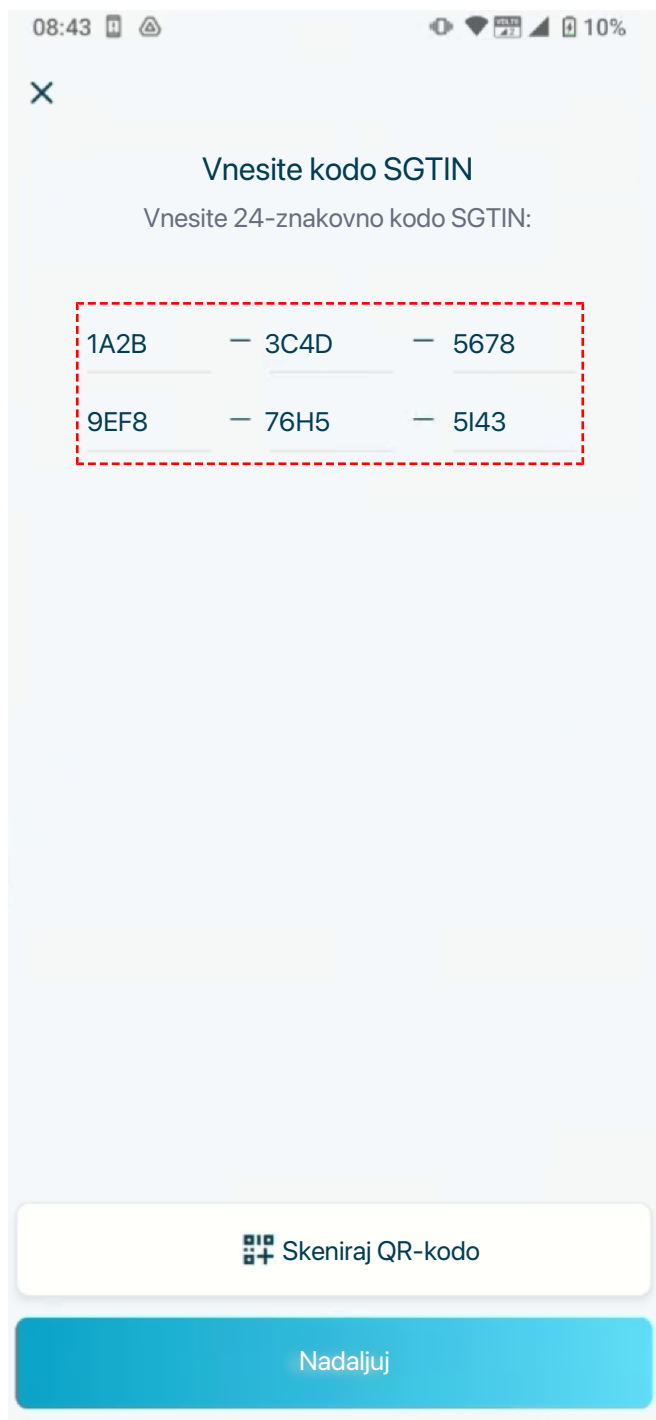 08:43 10%
Vnesite kodo SGTIN
Vnesite 24-znakovno kodo SGTIN:
1A2B – 3C4D – 5678
9EF8 – 76H5 – 5I43
Skeniraj QR-kodo
Nadaljuj